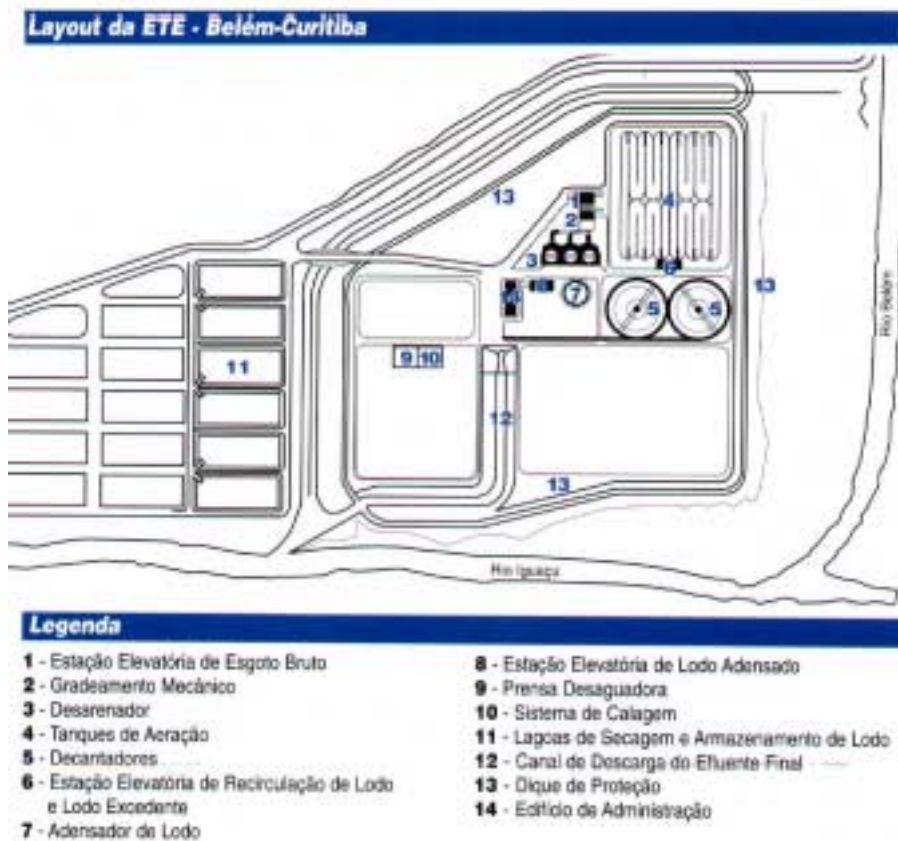 Layout da ETE - Belém-Curitiba
13
1
2
4
3
6
14
8
7
5
5
13
Rio Belém
11
9
10
12
13
Rio Iguaçu
Legenda
1 - Estação Elevatória de Esgoto Bruto
2 - Gradeamento Mecânico
3 - Desarenador
4 - Tanques de Aeração
5 - Decantadores
6 - Estação Elevatória de Recirculação de Lodo
e Lodo Excedente
7 - Adensador de Lodo
8 - Estação Elevatória de Lodo Adensado
9 - Prensa Desaguadora
10 - Sistema de Calagem
11 - Lagoas de Secagem e Armazenamento de Lodo
12 - Canal de Descarga do Efluente Final
13 - Dique de Proteção
14 - Edifício de Administração